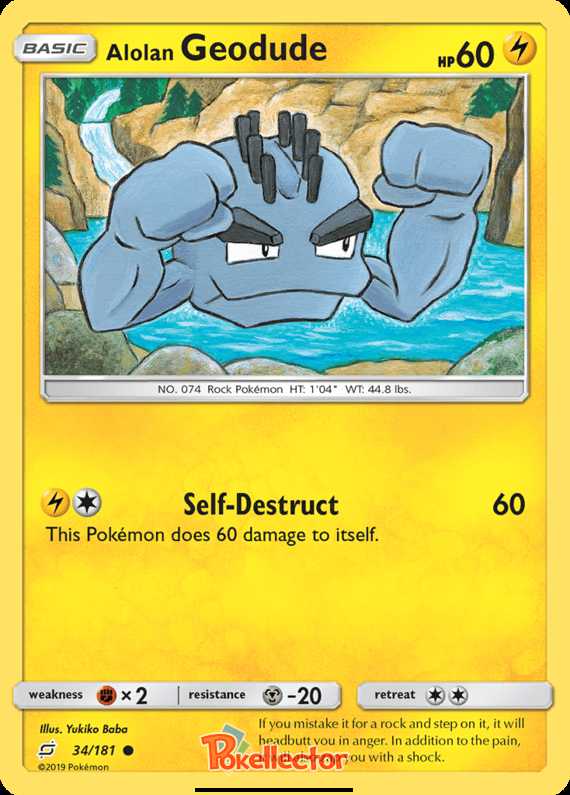 BASIC Alolan Geodude HP 60
NO. 074 Rock Pokémon HT: 1'04" WT: 44.8 lbs.
Self-Destruct 60
This Pokémon does 60 damage to itself.
weakness ×2 resistance -20 retreat
Illus. Yukiko Baba
34/181
©2019 Pokémon
If you mistake it for a rock and step on it, it will
headbutt you in anger. In addition to the pain,
you with a shock.
Pokellector